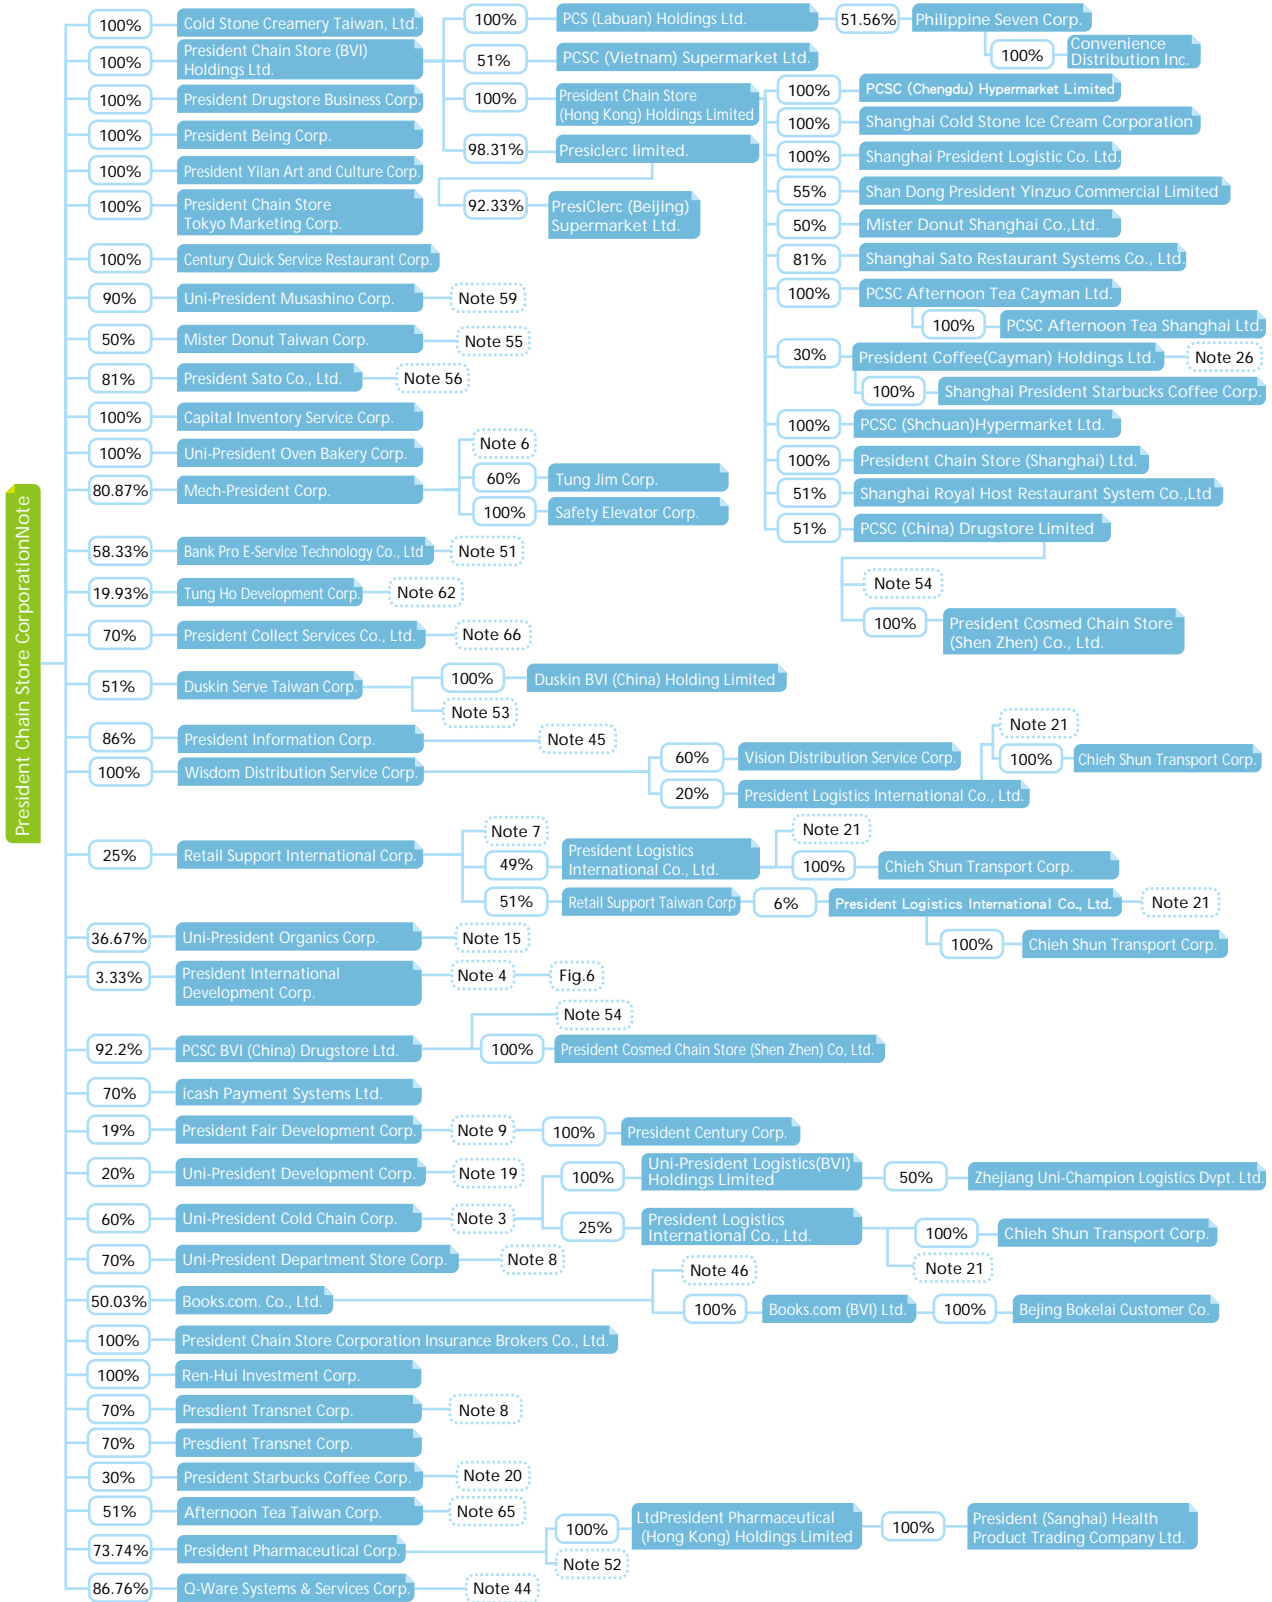 President Chain Store CorporationNote
100%
Cold Stone Creamery Taiwan, Ltd.
100%
President Chain Store (BVI)
Holdings Ltd.
100%
PCS (Labuan) Holdings Ltd.
51.56%
Philippine Seven Corp.
100%
Convenience
Distribution Inc.
51%
PCSC (Vietnam) Supermarket Ltd.
100%
President Chain Store
(Hong Kong) Holdings Limited
100%
PCSC (Chengdu) Hypermarket Limited
100%
Shanghai Cold Stone Ice Cream Corporation
100%
Shanghai President Logistic Co. Ltd.
55%
Shan Dong President Yinzuo Commercial Limited
50%
Mister Donut Shanghai Co.,Ltd.
81%
Shanghai Sato Restaurant Systems Co., Ltd.
100%
PCSC Afternoon Tea Cayman Ltd.
100%
PCSC Afternoon Tea Shanghai Ltd.
30%
President Coffee(Cayman) Holdings Ltd.
Note 26
100%
Shanghai President Starbucks Coffee Corp.
100%
PCSC (Shchuan)Hypermarket Ltd.
100%
President Chain Store (Shanghai) Ltd.
51%
Shanghai Royal Host Restaurant System Co.,Ltd
51%
PCSC (China) Drugstore Limited
Note 54
100%
President Cosmed Chain Store
(Shen Zhen) Co., Ltd.
98.31%
Presiclerc limited.
92.33%
PresiClerc (Beijing)
Supermarket Ltd.
100%
President Drugstore Business Corp.
100%
President Being Corp.
100%
President Yilan Art and Culture Corp.
100%
President Chain Store
Tokyo Marketing Corp.
100%
Century Quick Service Restaurant Corp.
90%
Uni-President Musashino Corp.
Note 59
50%
Mister Donut Taiwan Corp.
Note 55
81%
President Sato Co., Ltd.
Note 56
100%
Capital Inventory Service Corp.
100%
Uni-President Oven Bakery Corp.
80.87%
Mech-President Corp.
Note 6
60%
Tung Jim Corp.
100%
Safety Elevator Corp.
58.33%
Bank Pro E-Service Technology Co., Ltd
Note 51
19.93%
Tung Ho Development Corp.
Note 62
70%
President Collect Services Co., Ltd.
Note 66
51%
Duskin Serve Taiwan Corp.
100%
Duskin BVI (China) Holding Limited
Note 53
86%
President Information Corp.
Note 45
100%
Wisdom Distribution Service Corp.
60%
Vision Distribution Service Corp.
20%
President Logistics International Co., Ltd.
Note 21
100%
Chieh Shun Transport Corp.
25%
Retail Support International Corp.
Note 7
49%
President Logistics
International Co., Ltd.
Note 21
100%
Chieh Shun Transport Corp.
51%
Retail Support Taiwan Corp
6%
President Logistics International Co., Ltd.
Note 21
100%
Chieh Shun Transport Corp.
36.67%
Uni-President Organics Corp.
Note 15
3.33%
President International
Development Corp.
Note 4
Fig.6
92.2%
PCSC BVI (China) Drugstore Ltd.
Note 54
100%
President Cosmed Chain Store (Shen Zhen) Co, Ltd.
70%
icash Payment Systems Ltd.
19%
President Fair Development Corp.
Note 9
100%
President Century Corp.
20%
Uni-President Development Corp.
Note 19
60%
Uni-President Cold Chain Corp.
Note 3
100%
Uni-President Logistics(BVI)
Holdings Limited
50%
Zhejiang Uni-Champion Logistics Dvpt. Ltd.
25%
President Logistics
International Co., Ltd.
100%
Chieh Shun Transport Corp.
Note 21
70%
Uni-President Department Store Corp.
Note 8
50.03%
Books.com. Co., Ltd.
Note 46
100%
Books.com (BVI) Ltd.
100%
Bejing Bokelai Customer Co.
100%
President Chain Store Corporation Insurance Brokers Co., Ltd.
100%
Ren-Hui Investment Corp.
70%
Presdient Transnet Corp.
Note 8
70%
Presdient Transnet Corp.
30%
President Starbucks Coffee Corp.
Note 20
51%
Afternoon Tea Taiwan Corp.
Note 65
73.74%
President Pharmaceutical Corp.
100%
LtdPresident Pharmaceutical
(Hong Kong) Holdings Limited
100%
President (Sanghai) Health
Product Trading Company Ltd.
Note 52
86.76%
Q-Ware Systems & Services Corp.
Note 44